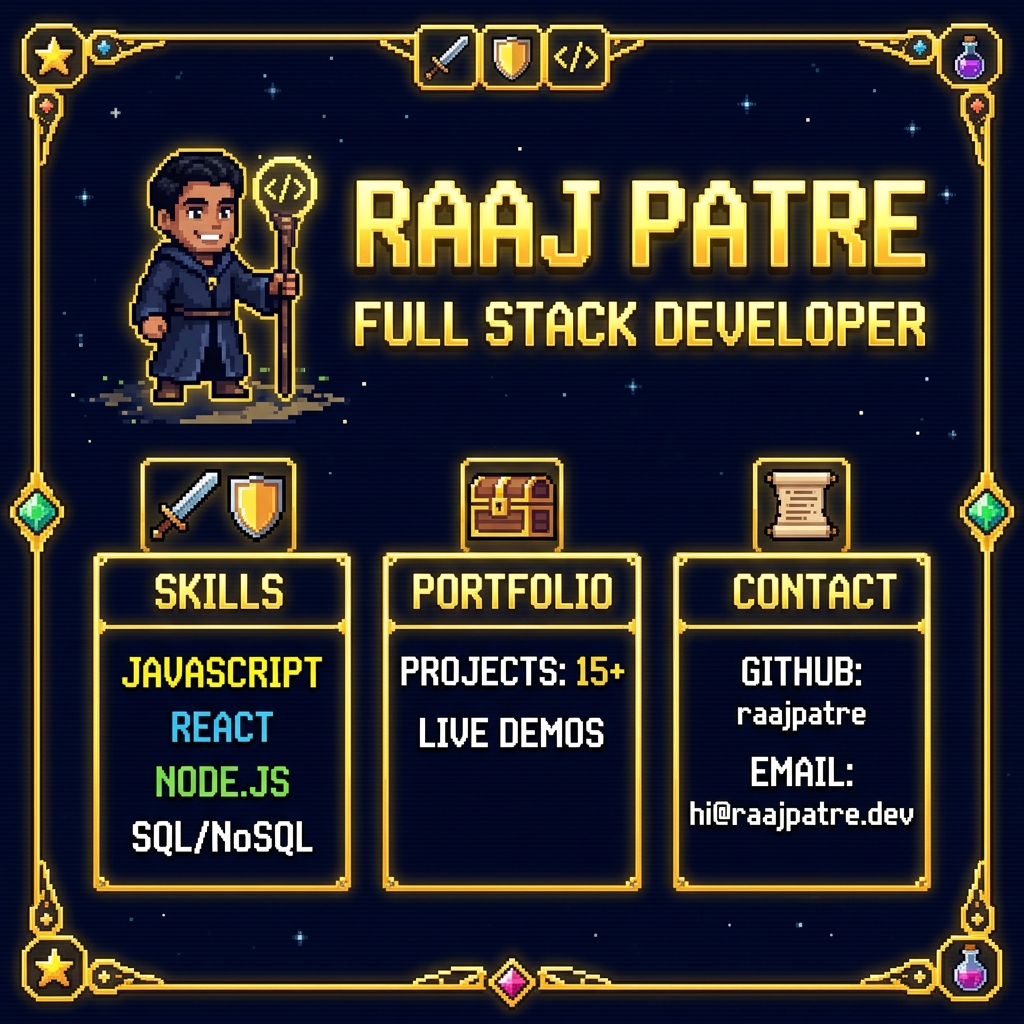 </>
</>
RAAJ PATRE
FULL STACK DEVELOPER
SKILLS
JAVASCRIPT
REACT
NODE.JS
SQL/NoSQL
PORTFOLIO
PROJECTS: 15+
LIVE DEMOS
CONTACT
GITHUB:
raajpatre
EMAIL:
hi@raajpatre.dev